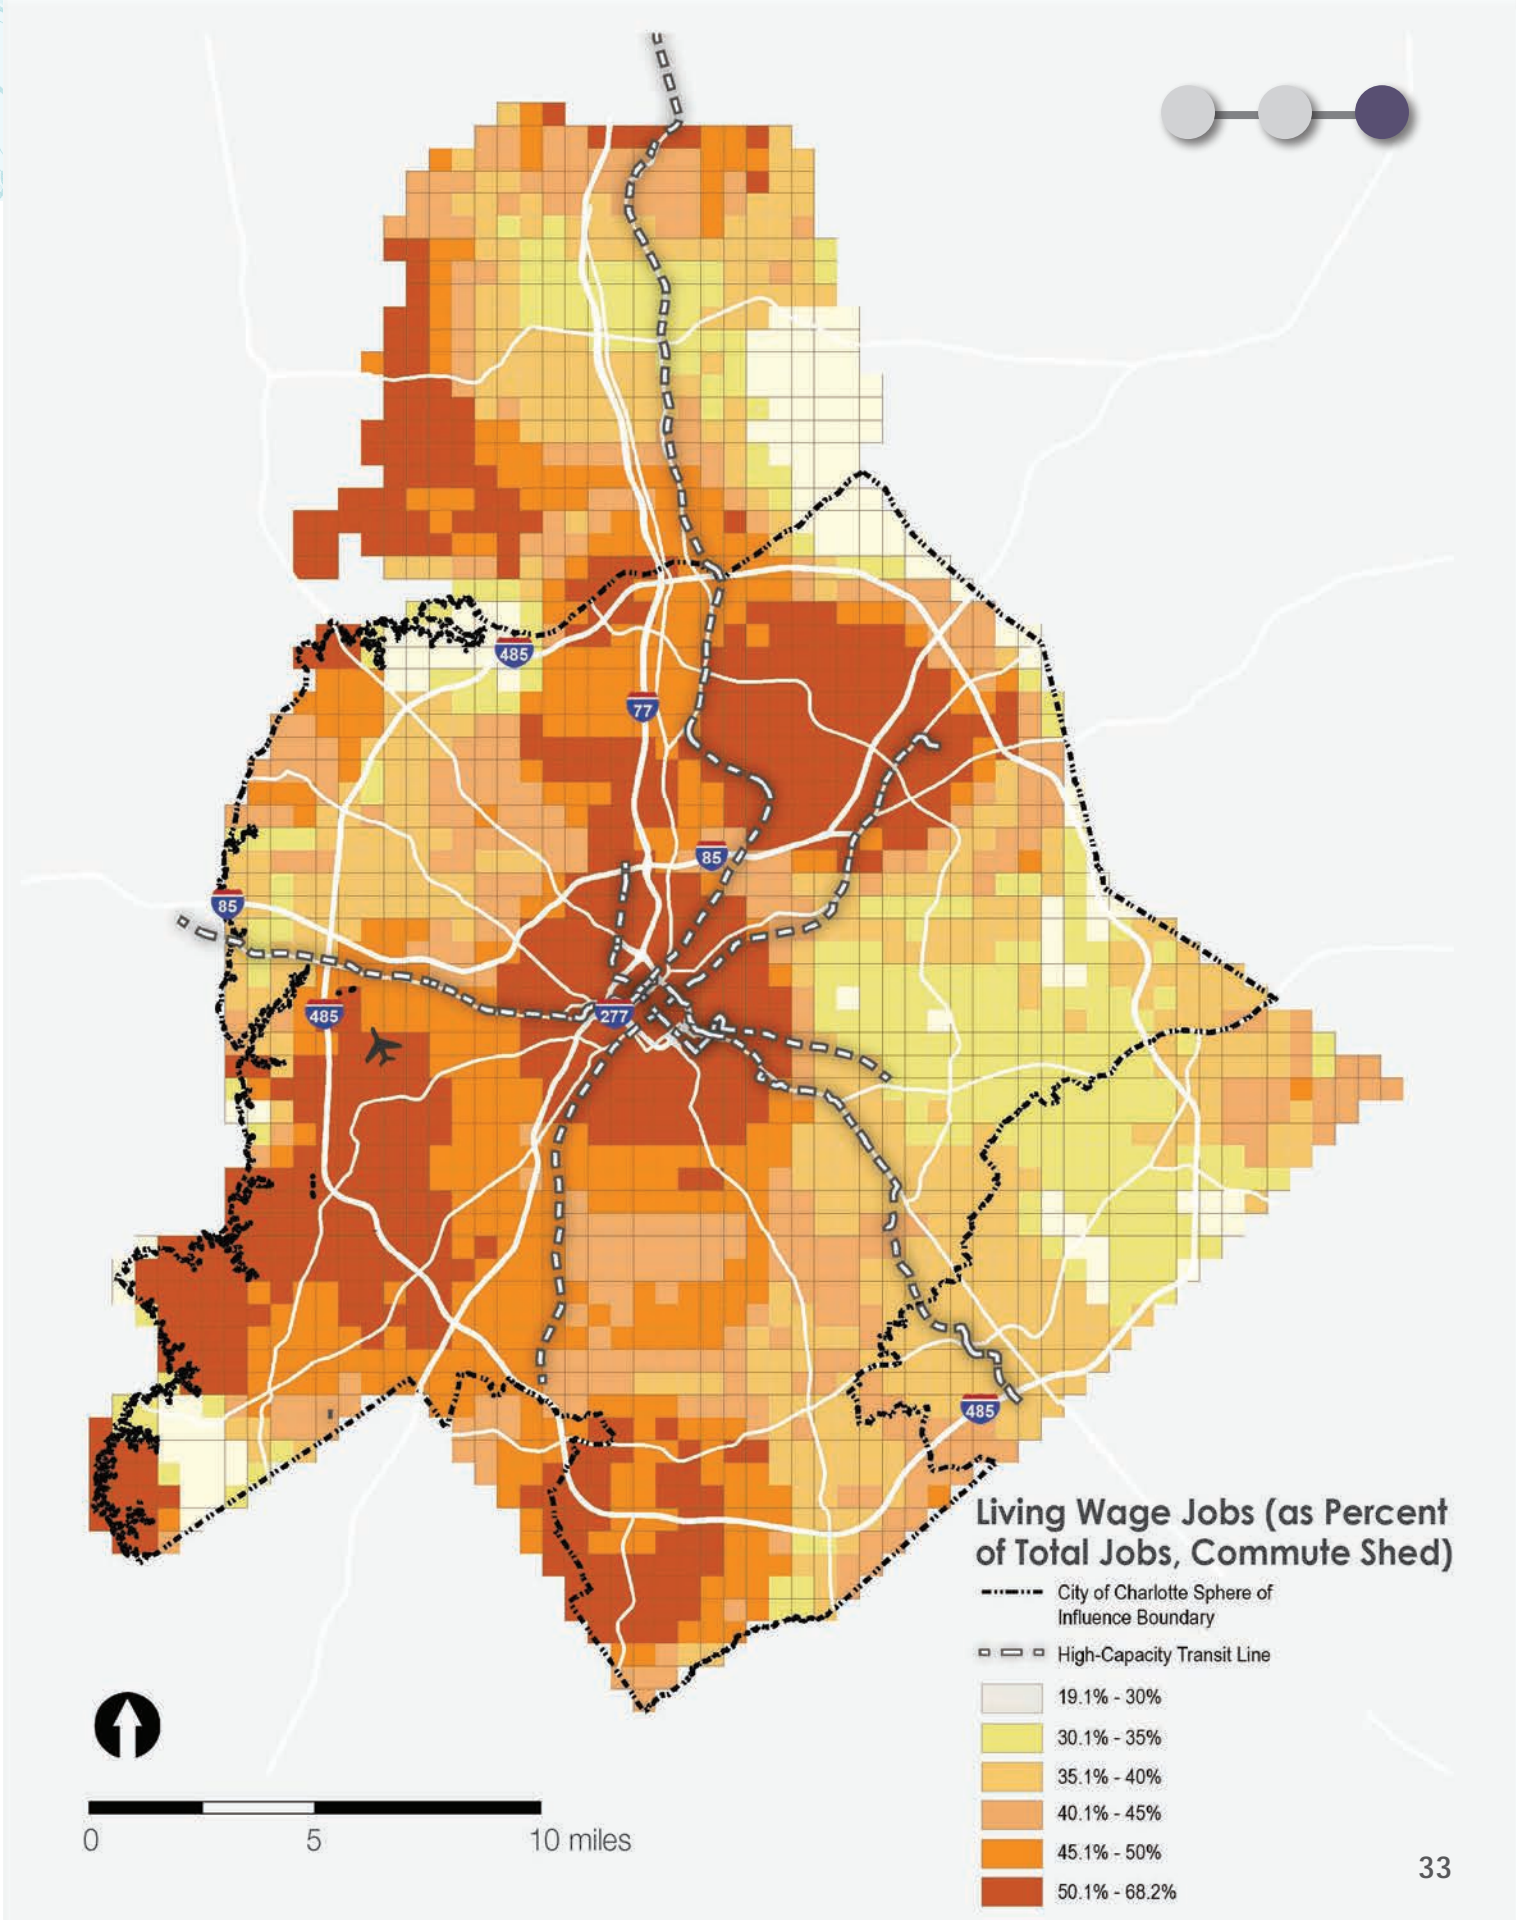 485
77
85
85
485
277
485
Living Wage Jobs (as Percent
of Total Jobs, Commute Shed)
City of Charlotte Sphere of
Influence Boundary
High-Capacity Transit Line
19.1% - 30%
30.1% - 35%
35.1% - 40%
40.1% - 45%
45.1% - 50%
50.1% - 68.2%
0 5 10 miles
33